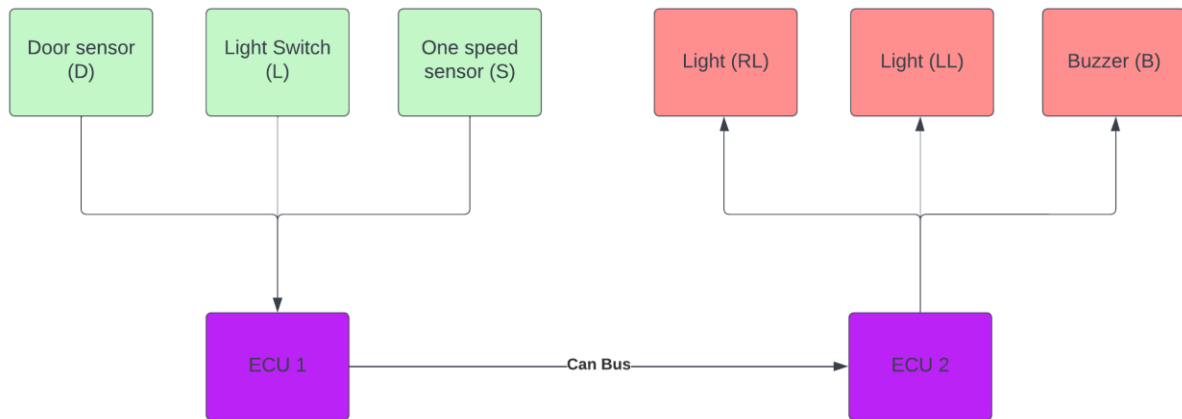 Door sensor
(D)
Light Switch
(L)
One speed
sensor (S)
Light (RL)
Light (LL)
Buzzer (B)
ECU 1
Can Bus
ECU 2